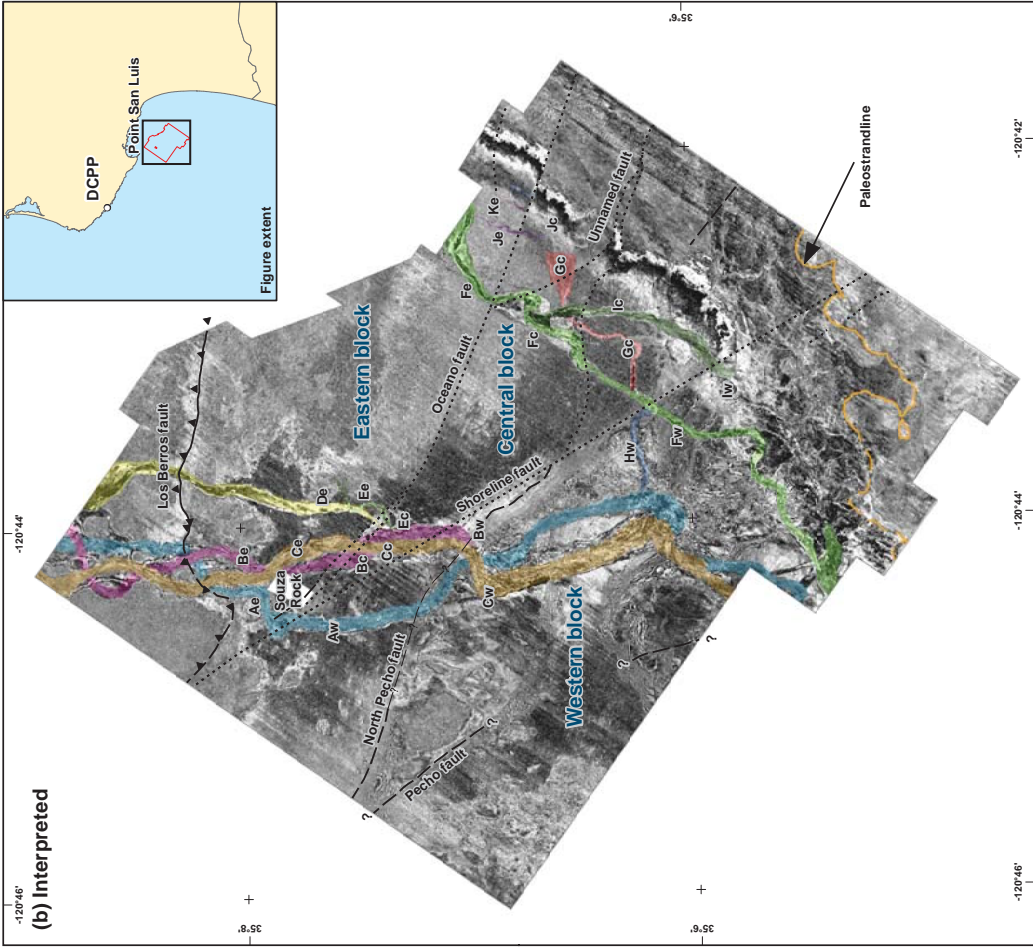 (b) Interpreted
DCPP
Point San Luis
Figure extent
35°6'
-120°42'
-120°44'
-120°46'
35°8'
35°6'
-120°46'
-120°44'
Los Berros fault
Eastern block
Oceano fault
Central block
Shoreline fault
Unnamed fault
North Pecho fault
Pecho fault
Western block
Souza
Rock
Paleostrandline
Ae
Aw
Be
Bc
Bw
Ce
Cc
Cw
De
Ee
Ec
Fe
Fc
Fw
Gc
Gc
Hw
Ic
Iw
Je
Jc
Ke
?
?
?
?